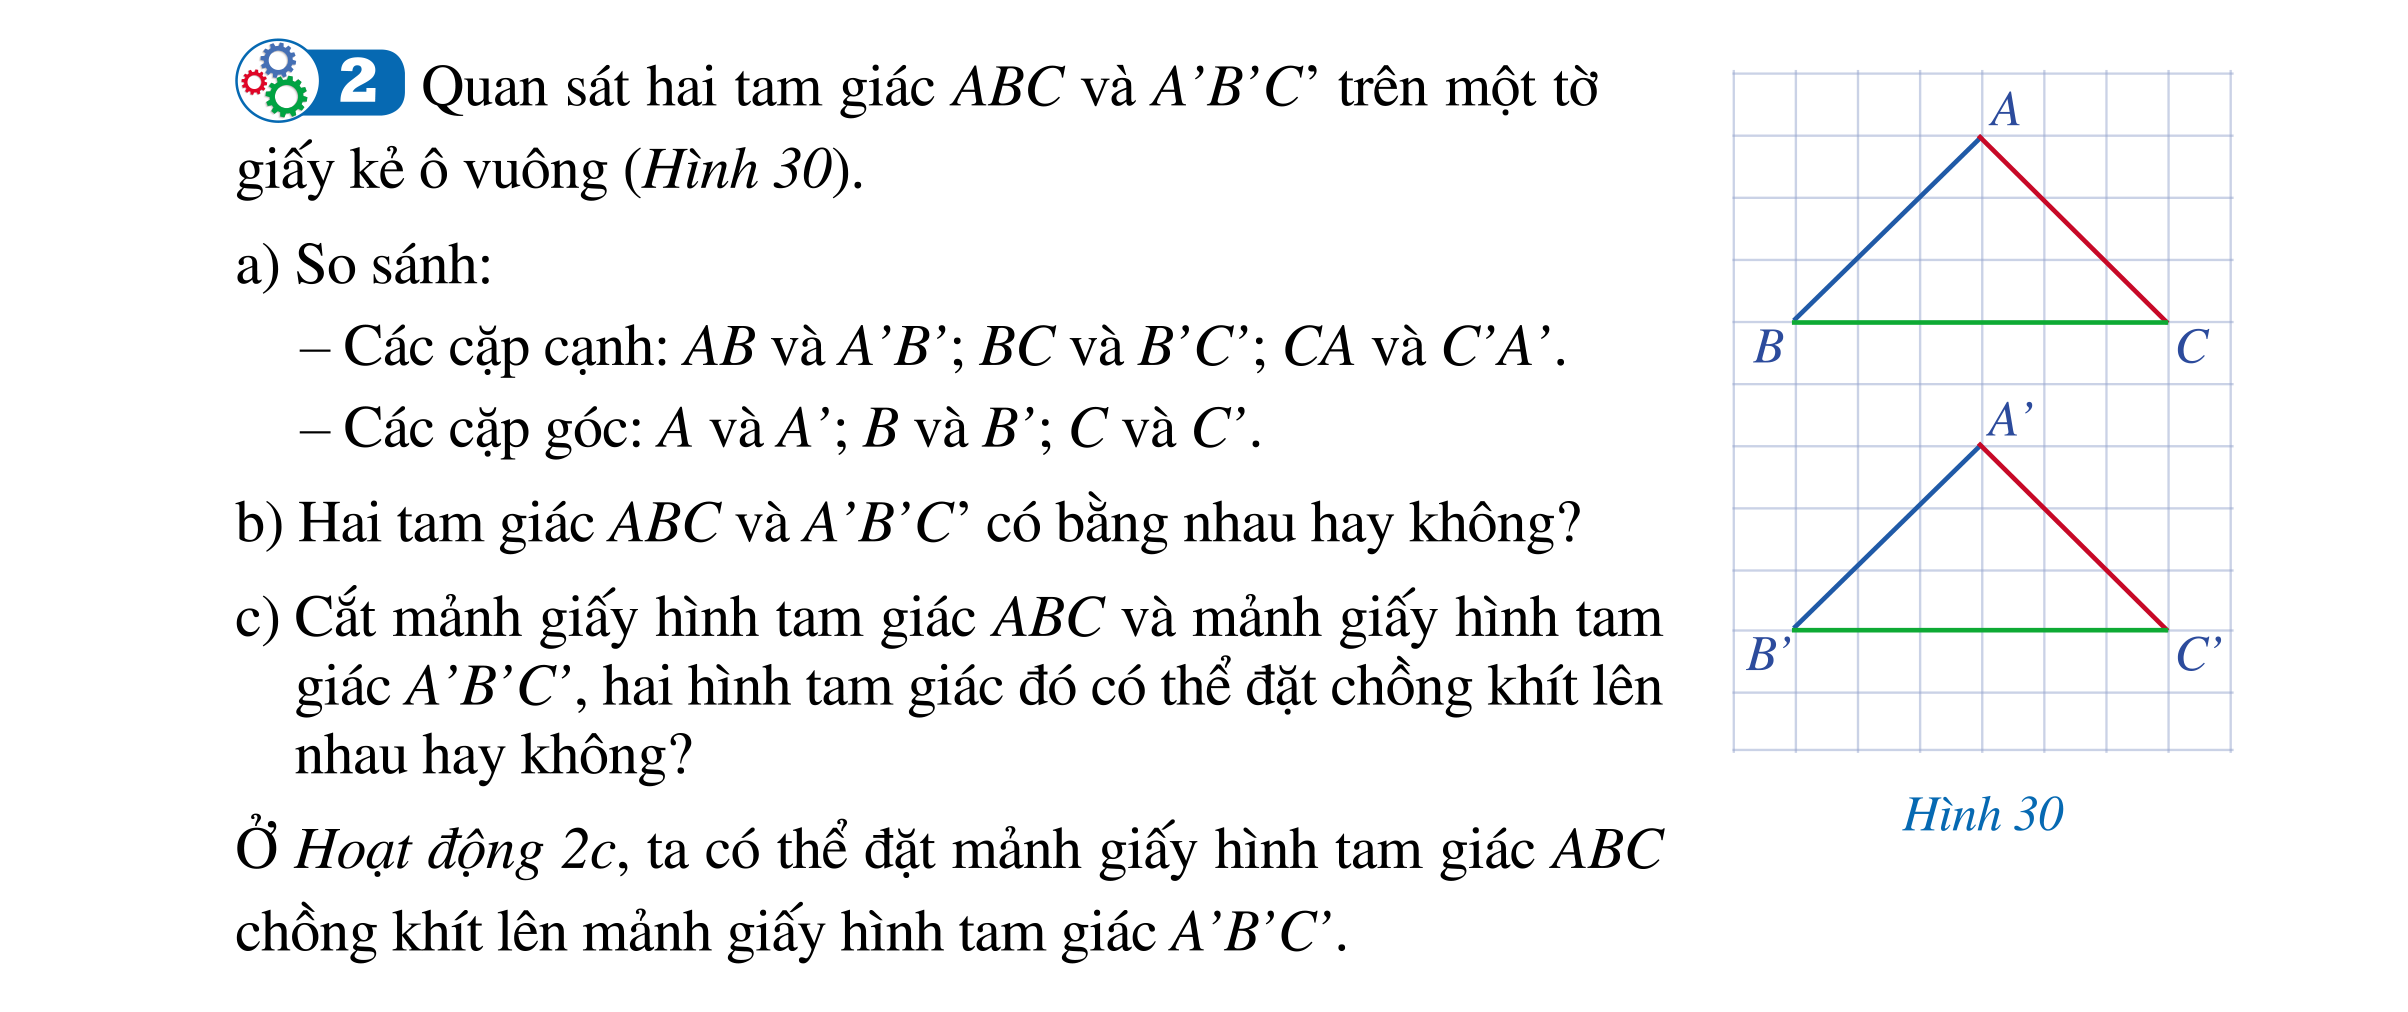 2 Quan sát hai tam giác ABC và A’B’C’ trên một tờ
giấy kẻ ô vuông (Hình 30).
a) So sánh:
– Các cặp cạnh: AB và A’B’; BC và B’C’; CA và C’A’.
– Các cặp góc: A và A’; B và B’; C và C’.
b) Hai tam giác ABC và A’B’C’ có bằng nhau hay không?
c) Cắt mảnh giấy hình tam giác ABC và mảnh giấy hình tam
giác A’B’C’, hai hình tam giác đó có thể đặt chồng khít lên
nhau hay không?
Ở Hoạt động 2c, ta có thể đặt mảnh giấy hình tam giác ABC
chồng khít lên mảnh giấy hình tam giác A’B’C’.
A
B C
A’
B’ C’
Hình 30